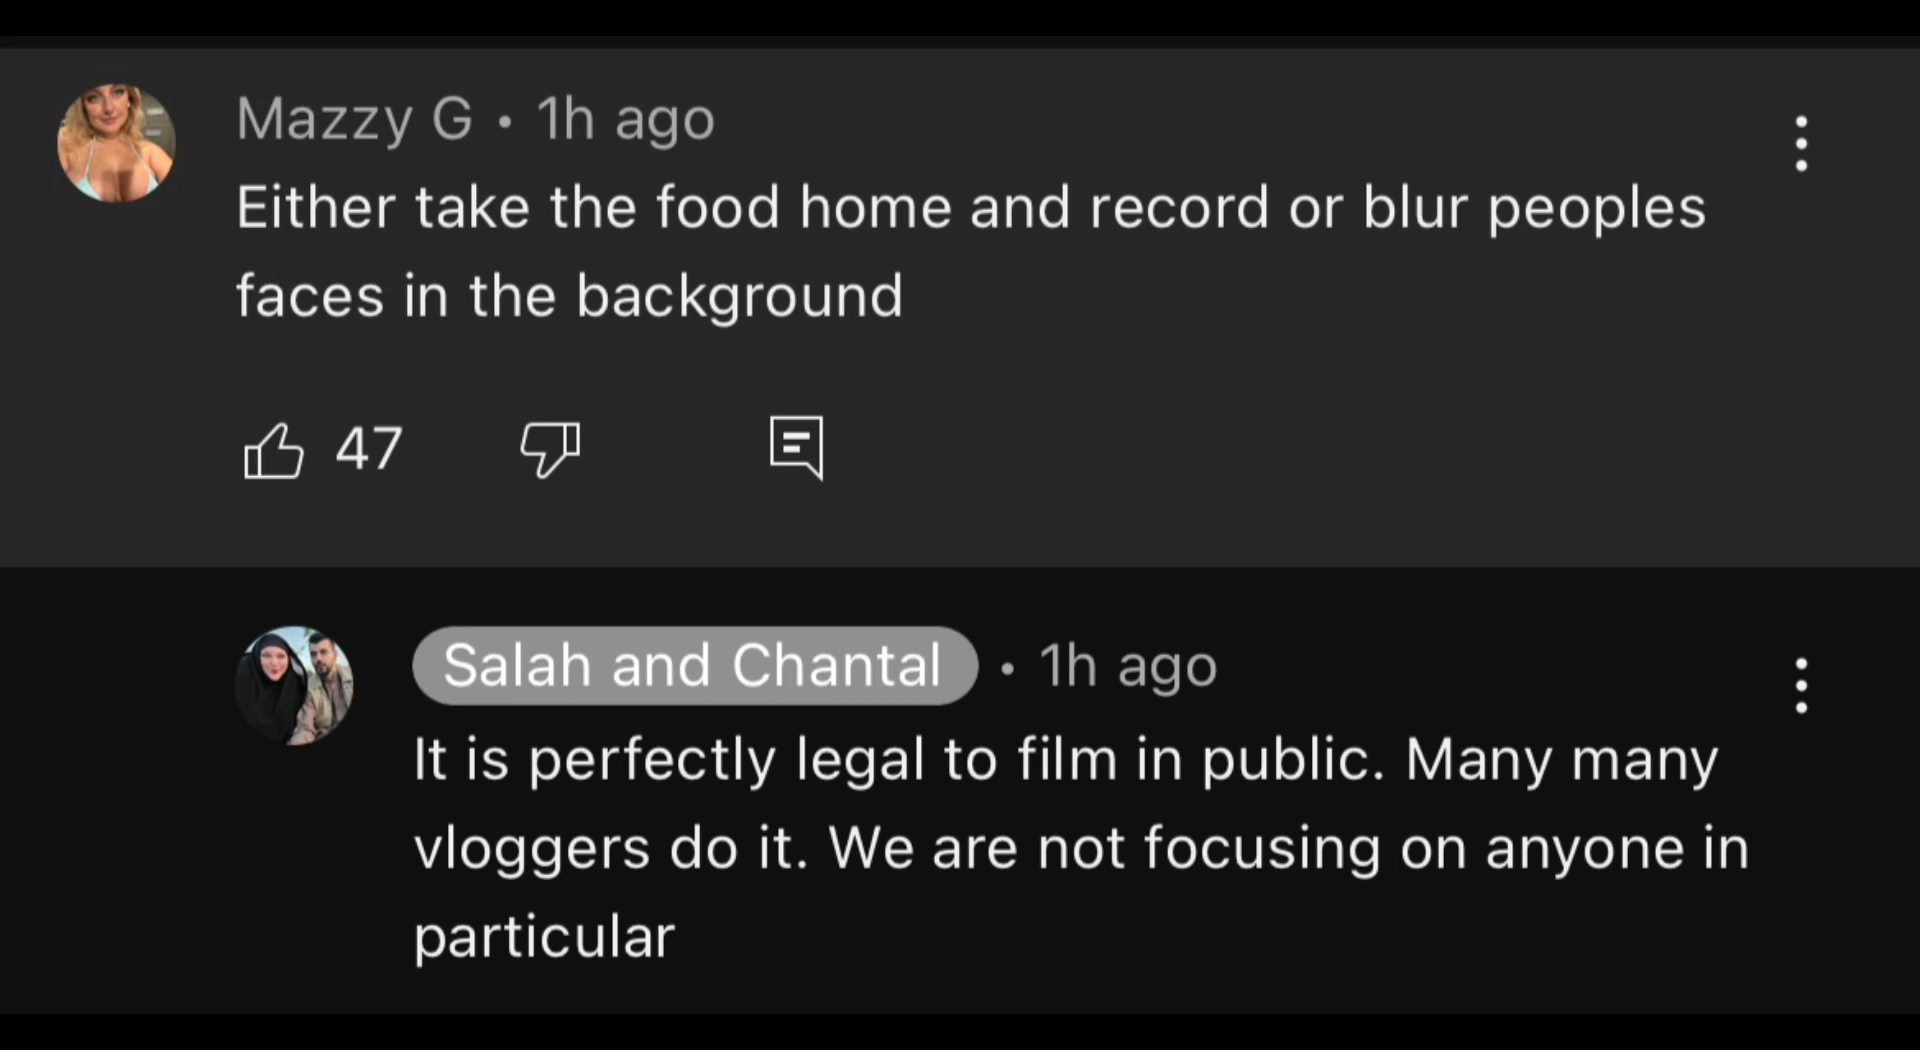 Mazzy G • 1h ago
Either take the food home and record or blur peoples
faces in the background
47
Salah and Chantal • 1h ago
It is perfectly legal to film in public. Many many
vloggers do it. We are not focusing on anyone in
particular